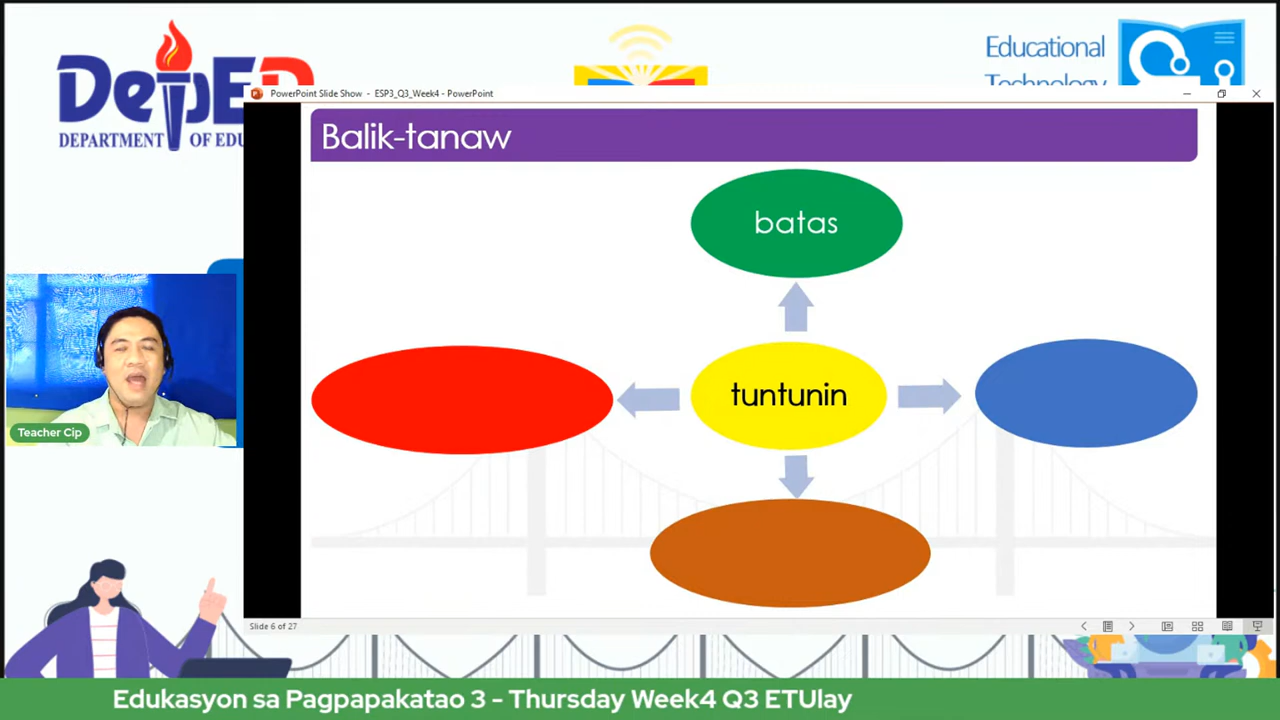 DepED
DEPARTMENT OF EDU
Educational
Technology
PowerPoint Slide Show - ESP3_Q3_Week4 - PowerPoint
Balik-tanaw
batas
tuntunin
Teacher Cip
Slide 6 of 27
Edukasyon sa Pagpapakatao 3 - Thursday Week4 Q3 ETUlay